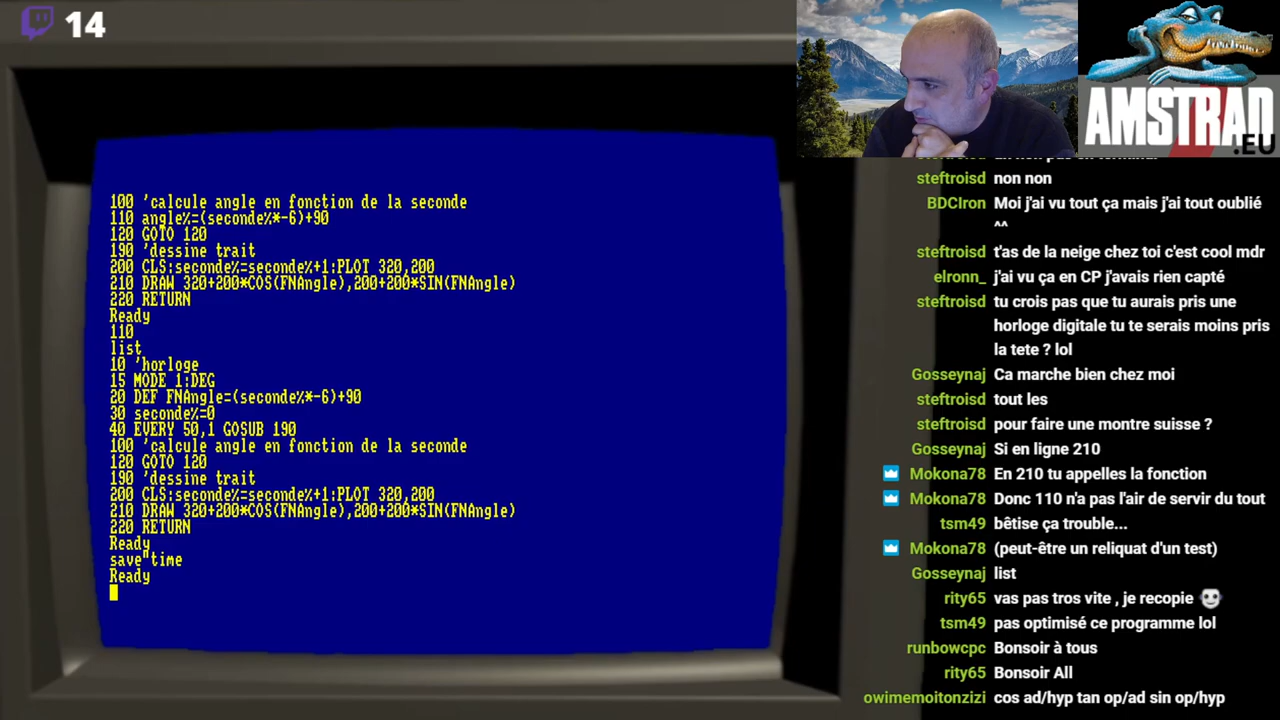 14
100 'calcule angle en fonction de la seconde
110 angle%=(seconde%*-6)+90
120 GOTO 120
190 'dessine trait
200 CLS:seconde%=seconde%+1:PLOT 320,200
210 DRAW 320+200*COS(FNAngle),200+200*SIN(FNAngle)
220 RETURN
Ready
110
list
10 'horloge
15 MODE 1:DEG
20 DEF FNAngle=(seconde%*-6)+90
30 seconde%=0
40 EVERY 50,1 GOSUB 190
100 'calcule angle en fonction de la seconde
120 GOTO 120
190 'dessine trait
200 CLS:seconde%=seconde%+1:PLOT 320,200
210 DRAW 320+200*COS(FNAngle),200+200*SIN(FNAngle)
220 RETURN
Ready
save"time
Ready
AMSTRAD
.EU
steftroisd non non
BDCIron Moi j'ai vu tout ça mais j'ai tout oublié
^^
steftroisd t'as de la neige chez toi c'est cool mdr
elronn_ j'ai vu ça en CP j'avais rien capté
steftroisd tu crois pas que tu aurais pris une
horloge digitale tu te serais moins pris
la tete ? lol
Gosseynaj Ca marche bien chez moi
steftroisd tout les
steftroisd pour faire une montre suisse ?
Gosseynaj Si en ligne 210
Mokona78 En 210 tu appelles la fonction
Mokona78 Donc 110 n'a pas l'air de servir du tout
tsm49 bêtise ça trouble...
Mokona78 (peut-être un reliquat d'un test)
Gosseynaj list
rity65 vas pas tros vite , je recopie
tsm49 pas optimisé ce programme lol
runbowcpc Bonsoir à tous
rity65 Bonsoir All
owimemoitonzizi cos ad/hyp tan op/ad sin op/hyp